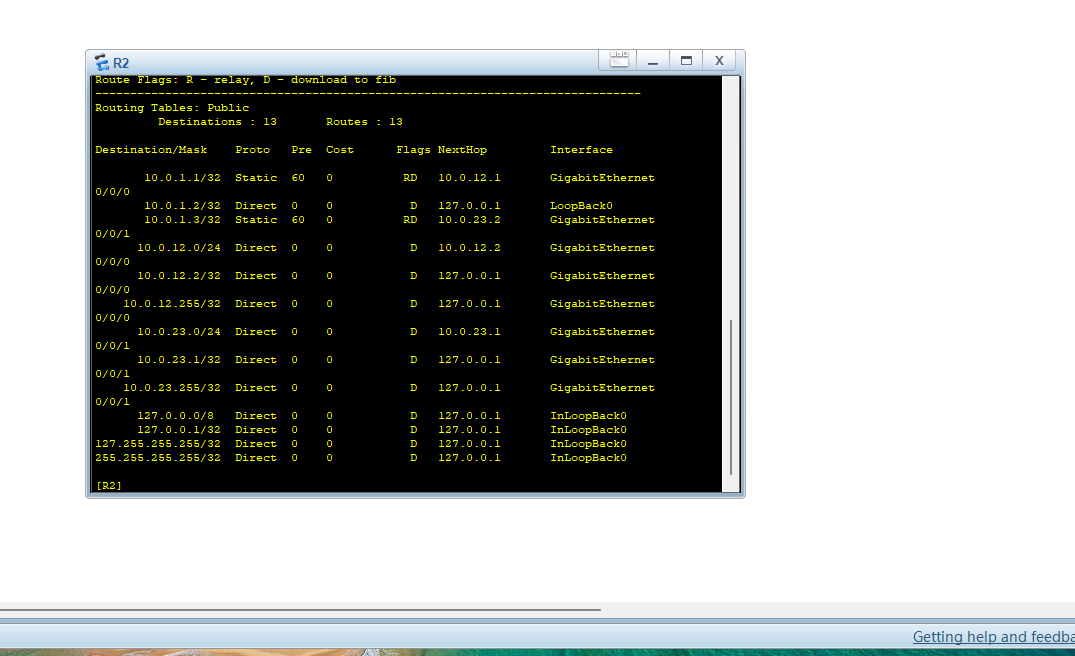 R2
Route Flags: R - relay, D - download to fib
------------------------------------------------------------------------------
Routing Tables: Public
         Destinations : 13       Routes : 13
Destination/Mask    Proto   Pre  Cost      Flags NextHop         Interface
       10.0.1.1/32  Static  60   0          RD   10.0.12.1       GigabitEthernet
0/0/0
       10.0.1.2/32  Direct  0    0           D   127.0.0.1       LoopBack0
       10.0.1.3/32  Static  60   0          RD   10.0.23.2       GigabitEthernet
0/0/1
      10.0.12.0/24  Direct  0    0           D   10.0.12.2       GigabitEthernet
0/0/0
      10.0.12.2/32  Direct  0    0           D   127.0.0.1       GigabitEthernet
0/0/0
    10.0.12.255/32  Direct  0    0           D   127.0.0.1       GigabitEthernet
0/0/0
      10.0.23.0/24  Direct  0    0           D   10.0.23.1       GigabitEthernet
0/0/1
      10.0.23.1/32  Direct  0    0           D   127.0.0.1       GigabitEthernet
0/0/1
    10.0.23.255/32  Direct  0    0           D   127.0.0.1       GigabitEthernet
0/0/1
      127.0.0.0/8   Direct  0    0           D   127.0.0.1       InLoopBack0
      127.0.0.1/32  Direct  0    0           D   127.0.0.1       InLoopBack0
127.255.255.255/32  Direct  0    0           D   127.0.0.1       InLoopBack0
255.255.255.255/32  Direct  0    0           D   127.0.0.1       InLoopBack0
[R2]
Getting help and feedba